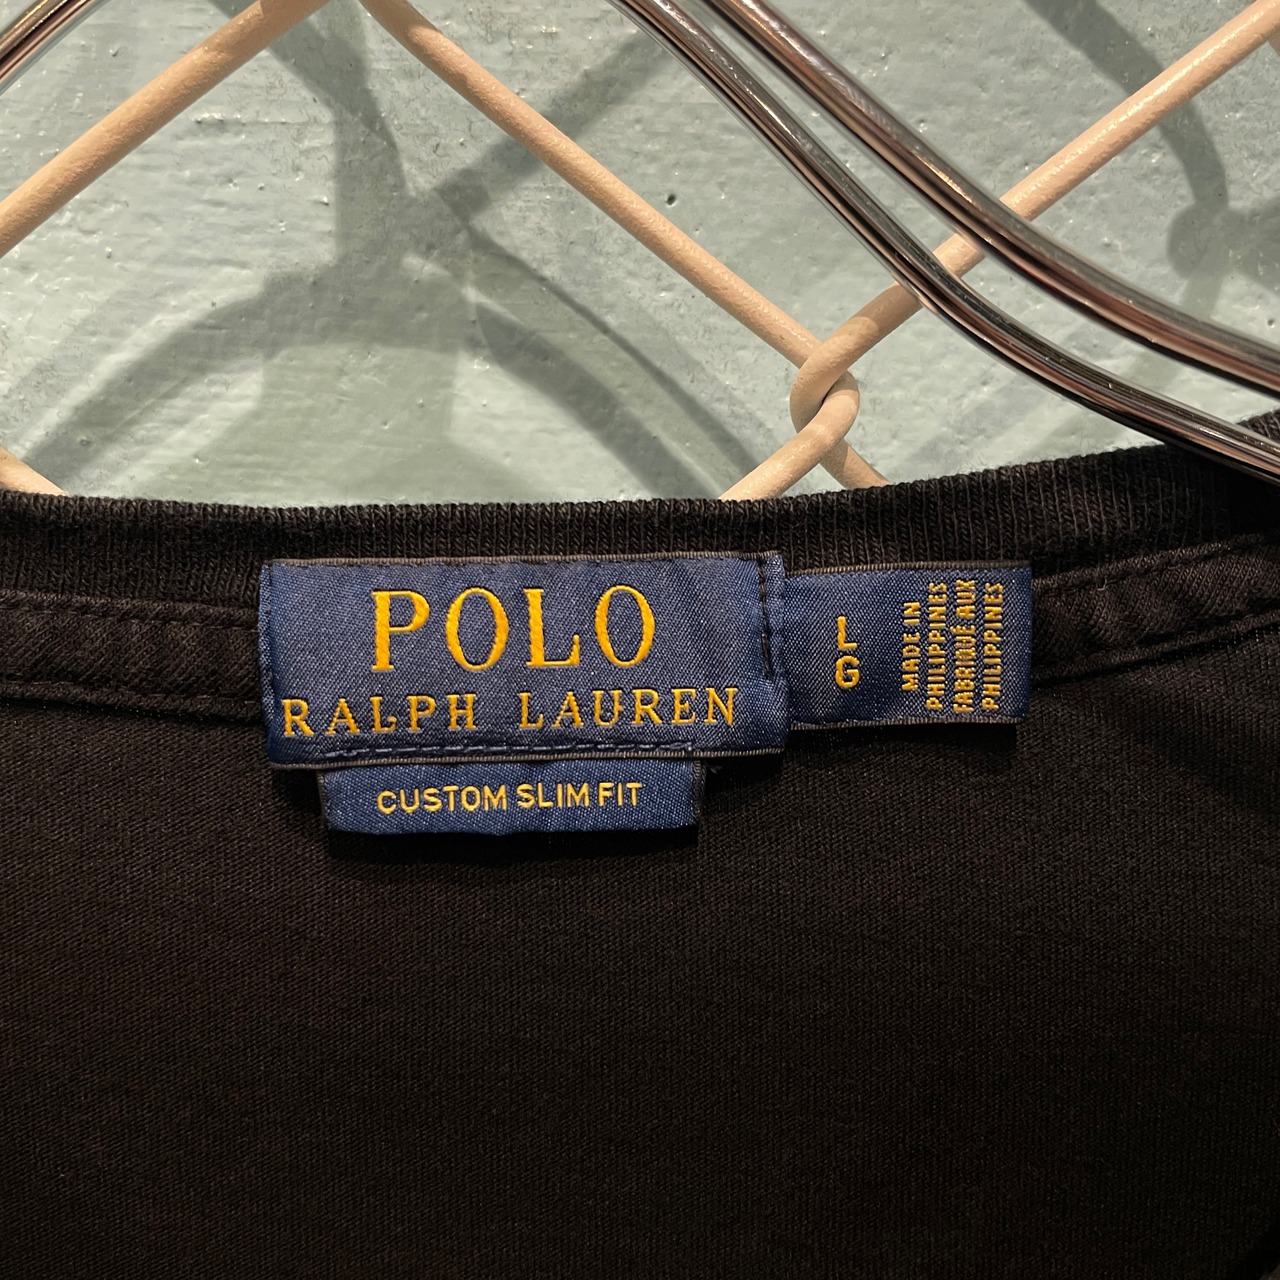 POLO
RALPH LAUREN
CUSTOM SLIM FIT
L
G
MADE IN
PHILIPPINES
FABRIQUÉ AUX
PHILIPPINES